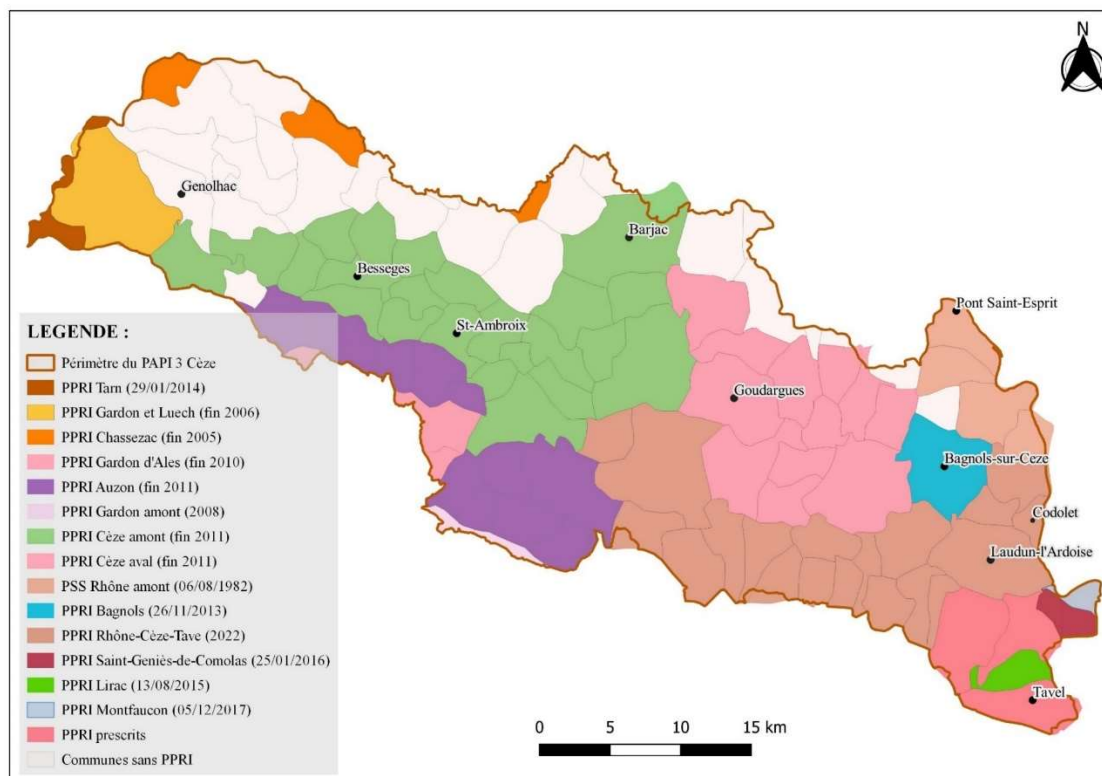 N
Genolhac
Barjac
Besseges
Pont Saint-Esprit
St-Ambroix
Goudargues
Bagnols-sur-Ceze
Codolet
Laudun-l'Ardoise
Tavel
LEGENDE :
Périmètre du PAPI 3 Cèze
PPRI Tarn (29/01/2014)
PPRI Gardon et Luech (fin 2006)
PPRI Chassezac (fin 2005)
PPRI Gardon d'Ales (fin 2010)
PPRI Auzon (fin 2011)
PPRI Gardon amont (2008)
PPRI Cèze amont (fin 2011)
PPRI Cèze aval (fin 2011)
PSS Rhône amont (06/08/1982)
PPRI Bagnols (26/11/2013)
PPRI Rhône-Cèze-Tave (2022)
PPRI Saint-Geniès-de-Comolas (25/01/2016)
PPRI Lirac (13/08/2015)
PPRI Montfaucon (05/12/2017)
PPRI prescrits
Communes sans PPRI
0 5 10 15 km